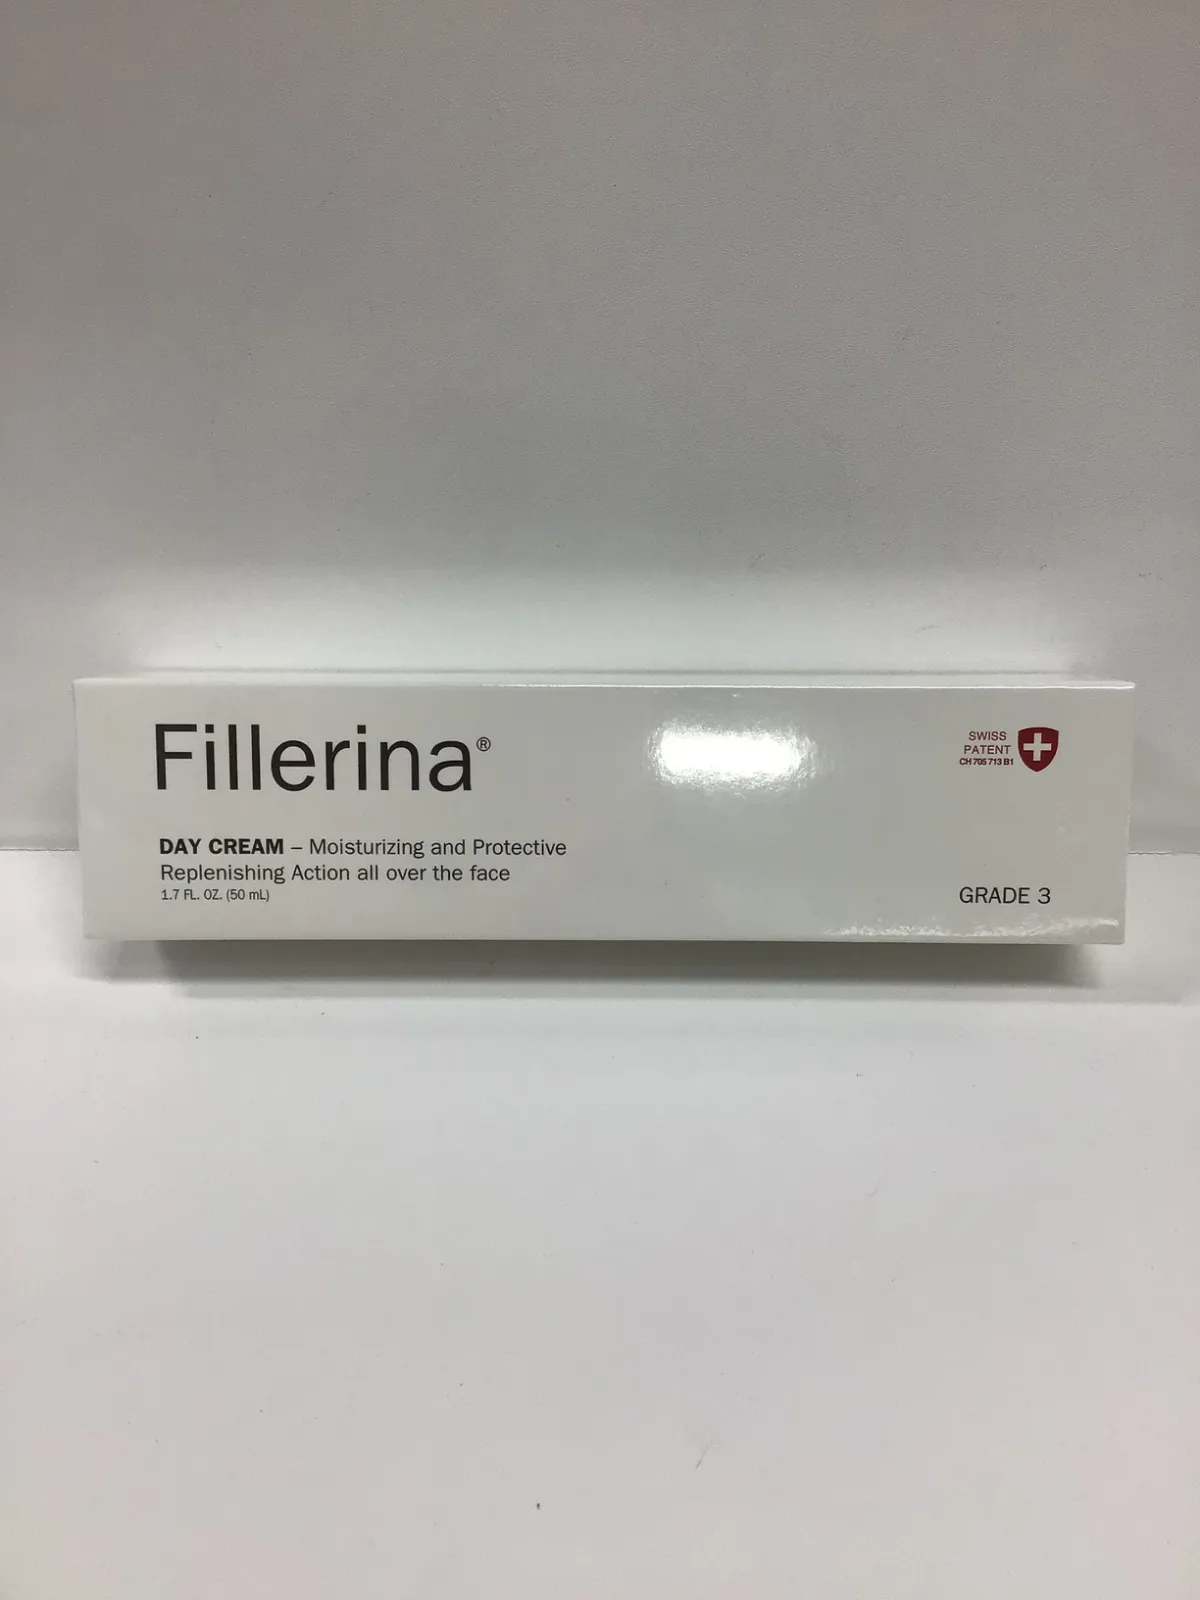 Fillerina®
SWISS
PATENT
CH 705 713 B1
DAY CREAM – Moisturizing and Protective
Replenishing Action all over the face
1.7 FL. OZ. (50 mL)
GRADE 3